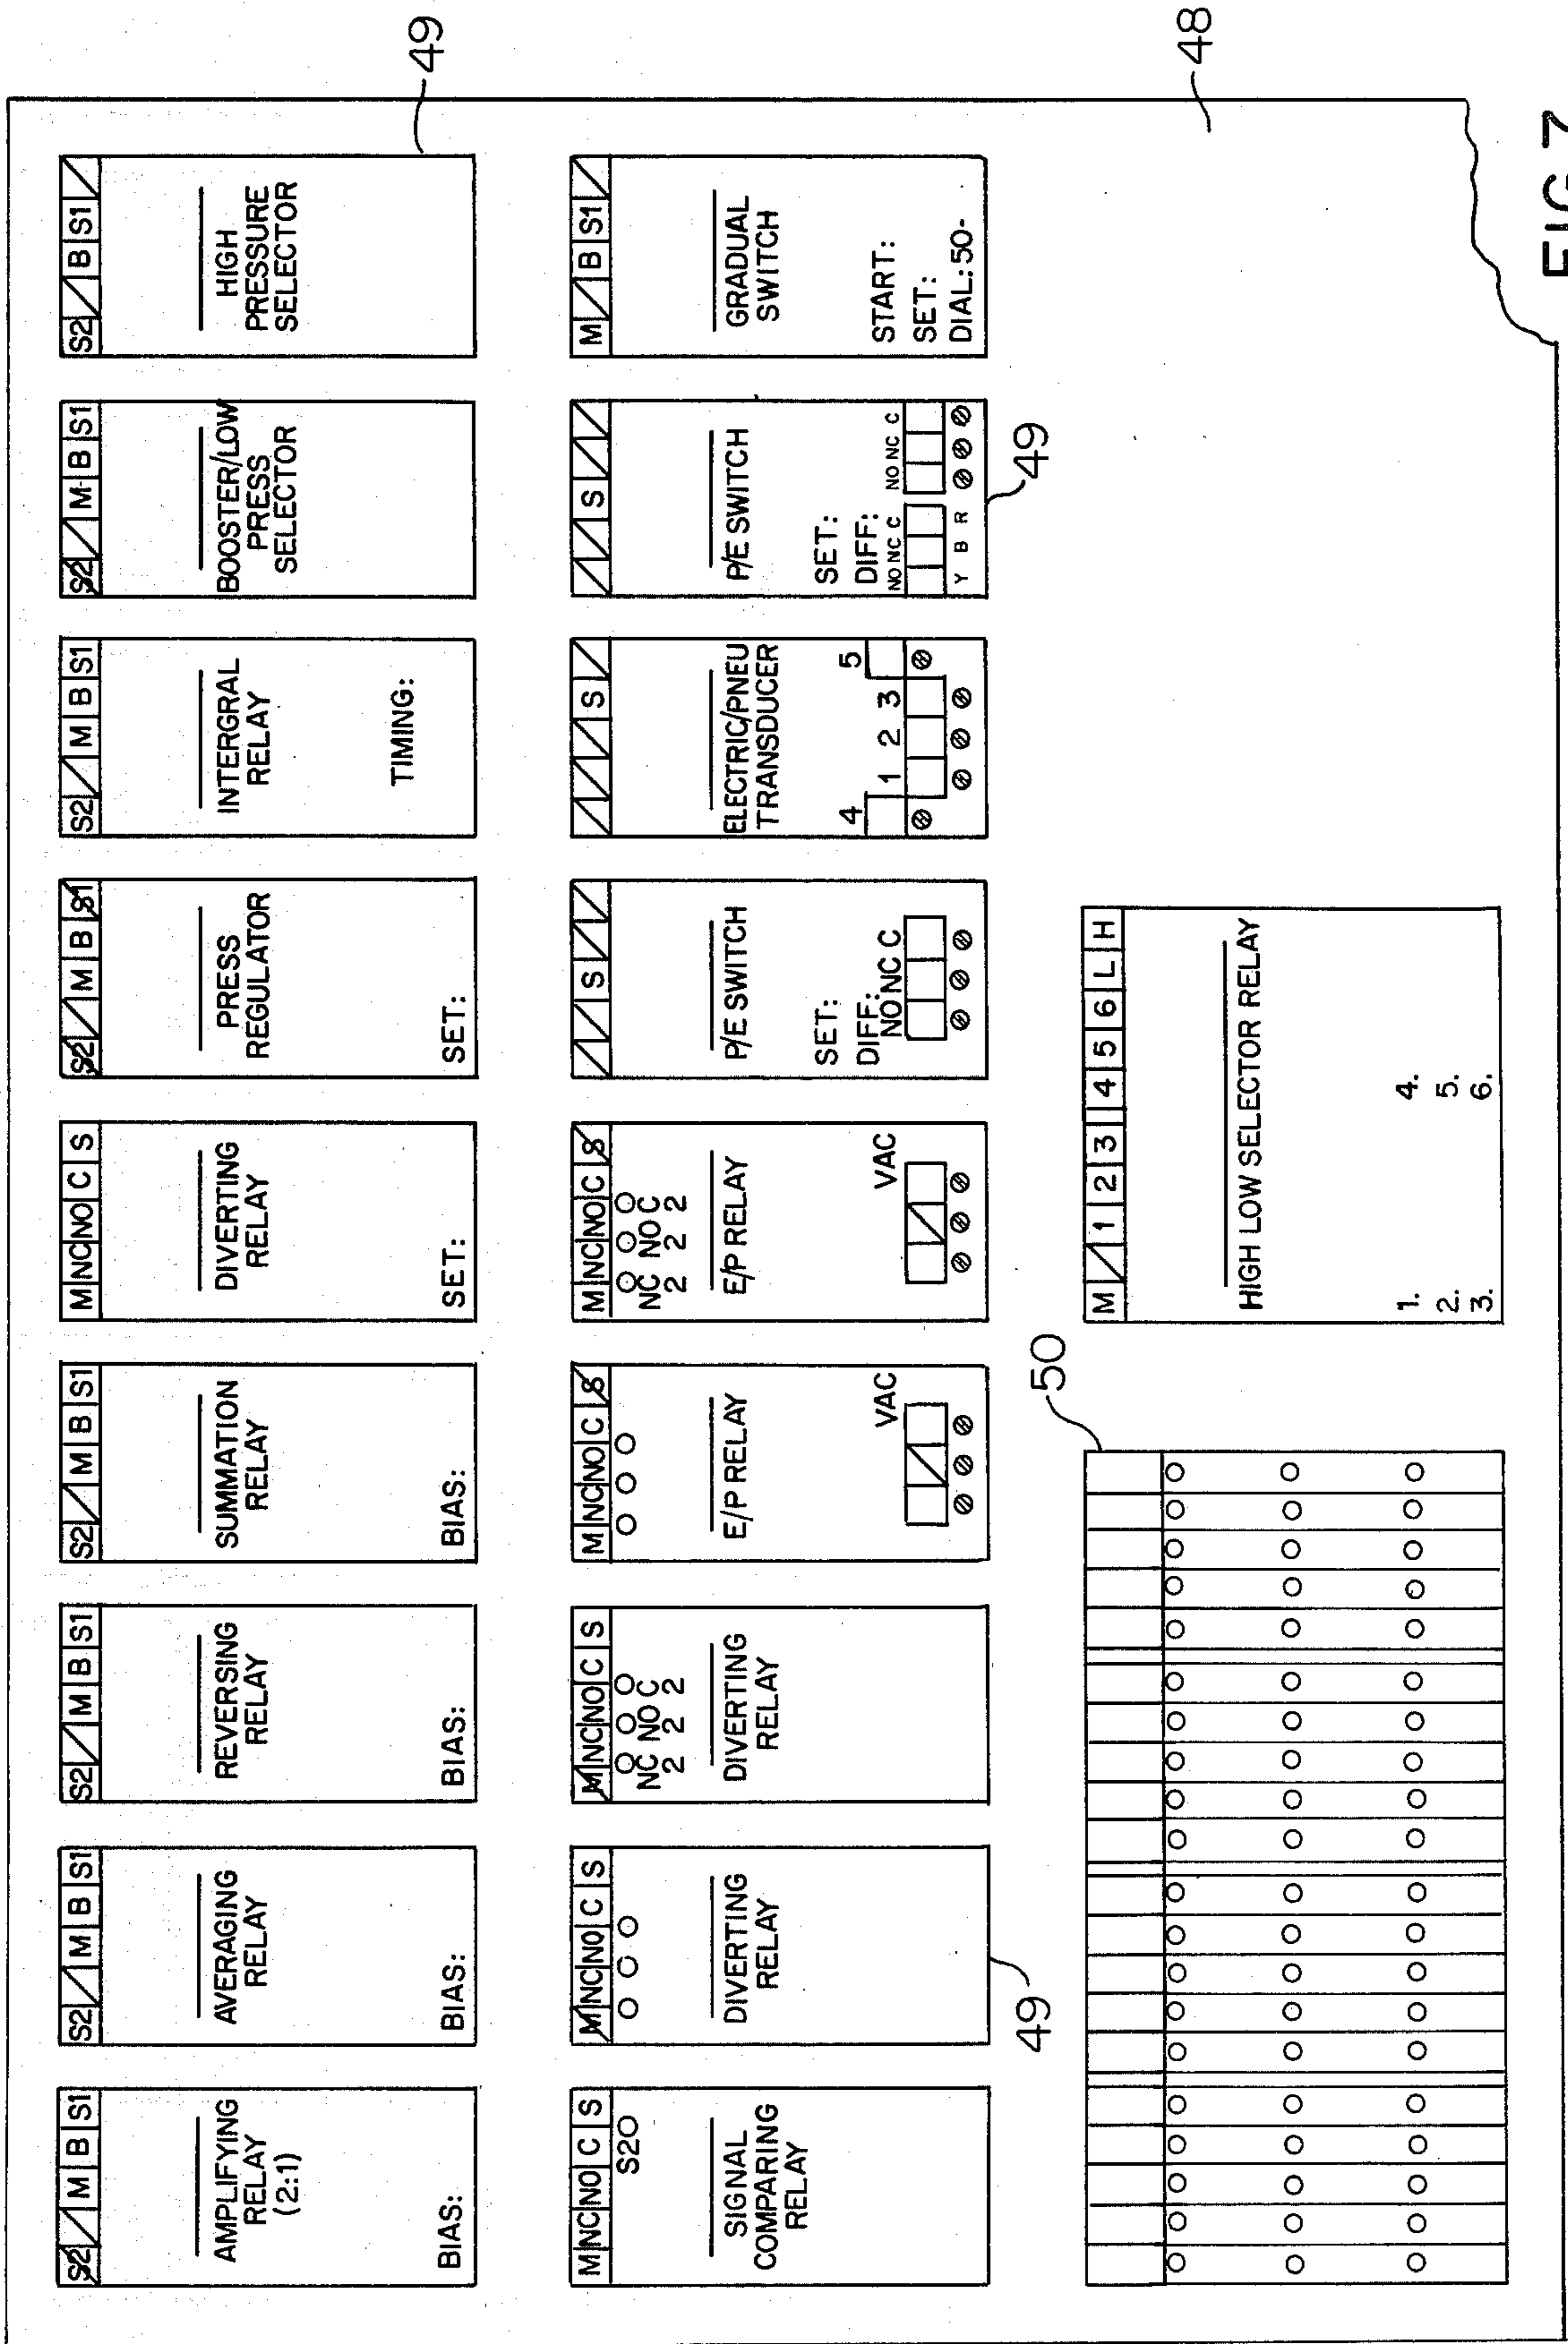 S2 M B S1
AMPLIFYING
RELAY
(2:1)
BIAS:
S2 M B S1
AVERAGING
RELAY
BIAS:
S2 M B S1
REVERSING
RELAY
BIAS:
S2 M B S1
SUMMATION
RELAY
BIAS:
M NC NO C S
DIVERTING
RELAY
SET:
S2 M B S1
PRESS
REGULATOR
SET:
S2 M B S1
INTERGRAL
RELAY
TIMING:
S2 M B S1
BOOSTER/LOW
PRESS
SELECTOR
S2 B S1
HIGH
PRESSURE
SELECTOR
49
M NC NO C S
S2
SIGNAL
COMPARING
RELAY
M NC NO C S
DIVERTING
RELAY
49
M NC NO C S
NC NO C
2 2 2
DIVERTING
RELAY
M NC NO C S
E/P RELAY
VAC
M NC NO C S
NC NO C
2 2 2
E/P RELAY
VAC
S
P/E SWITCH
SET:
DIFF:
NO NC C
S
ELECTRIC/PNEU
TRANSDUCER
4 5
1 2 3
S
P/E SWITCH
SET:
DIFF:
NO NC C NO NC C
Y B R
49
M B S1
GRADUAL
SWITCH
START:
SET:
DIAL: 50-
50
M 1 2 3 4 5 6 L H
HIGH LOW SELECTOR RELAY
1. 4.
2. 5.
3. 6.
48
FIG 7